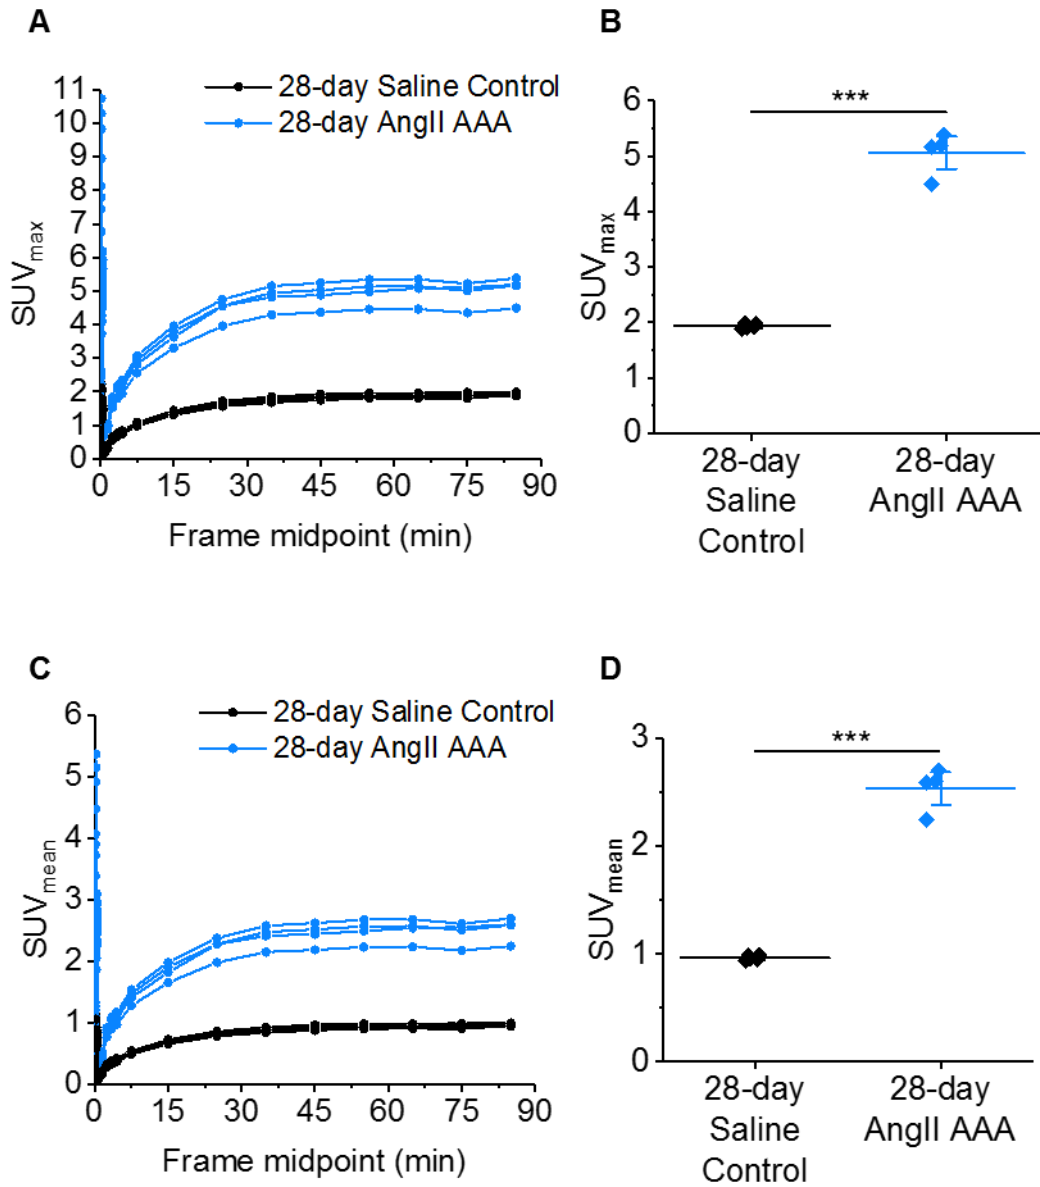 A
28-day Saline Control
28-day AngII AAA
SUVmax
11
10
9
8
7
6
5
4
3
2
1
0
0 15 30 45 60 75 90
Frame midpoint (min)
B
***
SUVmax
6
5
4
3
2
1
0
28-day 28-day
Saline AngII AAA
Control
C
28-day Saline Control
28-day AngII AAA
SUVmean
6
5
4
3
2
1
0
0 15 30 45 60 75 90
Frame midpoint (min)
D
***
SUVmean
3
2
1
0
28-day 28-day
Saline AngII AAA
Control